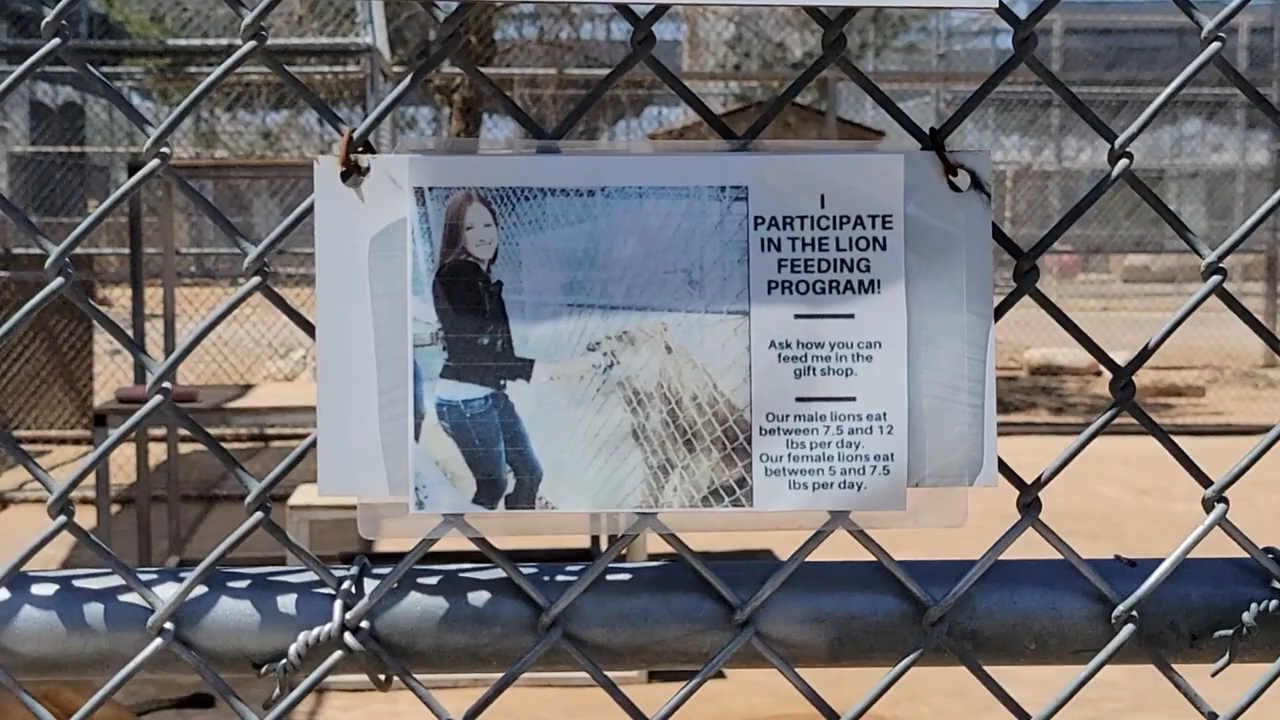 I
PARTICIPATE
IN THE LION
FEEDING
PROGRAM!
Ask how you can
feed me in the
gift shop.
Our male lions eat
between 7.5 and 12
lbs per day.
Our female lions eat
between 5 and 7.5
lbs per day.